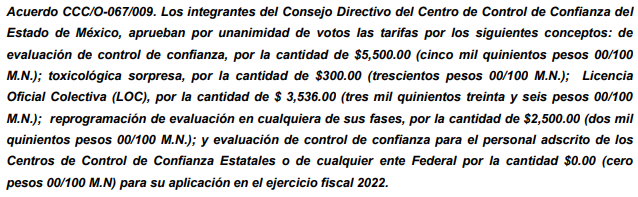 Acuerdo CCC/O-067/009. Los integrantes del Consejo Directivo del Centro de Control de Confianza del
Estado de México, aprueban por unanimidad de votos las tarifas por los siguientes conceptos: de
evaluación de control de confianza, por la cantidad de $5,500.00 (cinco mil quinientos pesos 00/100
M.N.); toxicológica sorpresa, por la cantidad de $300.00 (trescientos pesos 00/100 M.N.); Licencia
Oficial Colectiva (LOC), por la cantidad de $ 3,536.00 (tres mil quinientos treinta y seis pesos 00/100
M.N.); reprogramación de evaluación en cualquiera de sus fases, por la cantidad de $2,500.00 (dos mil
quinientos pesos 00/100 M.N.); y evaluación de control de confianza para el personal adscrito de los
Centros de Control de Confianza Estatales o de cualquier ente Federal por la cantidad $0.00 (cero
pesos 00/100 M.N) para su aplicación en el ejercicio fiscal 2022.